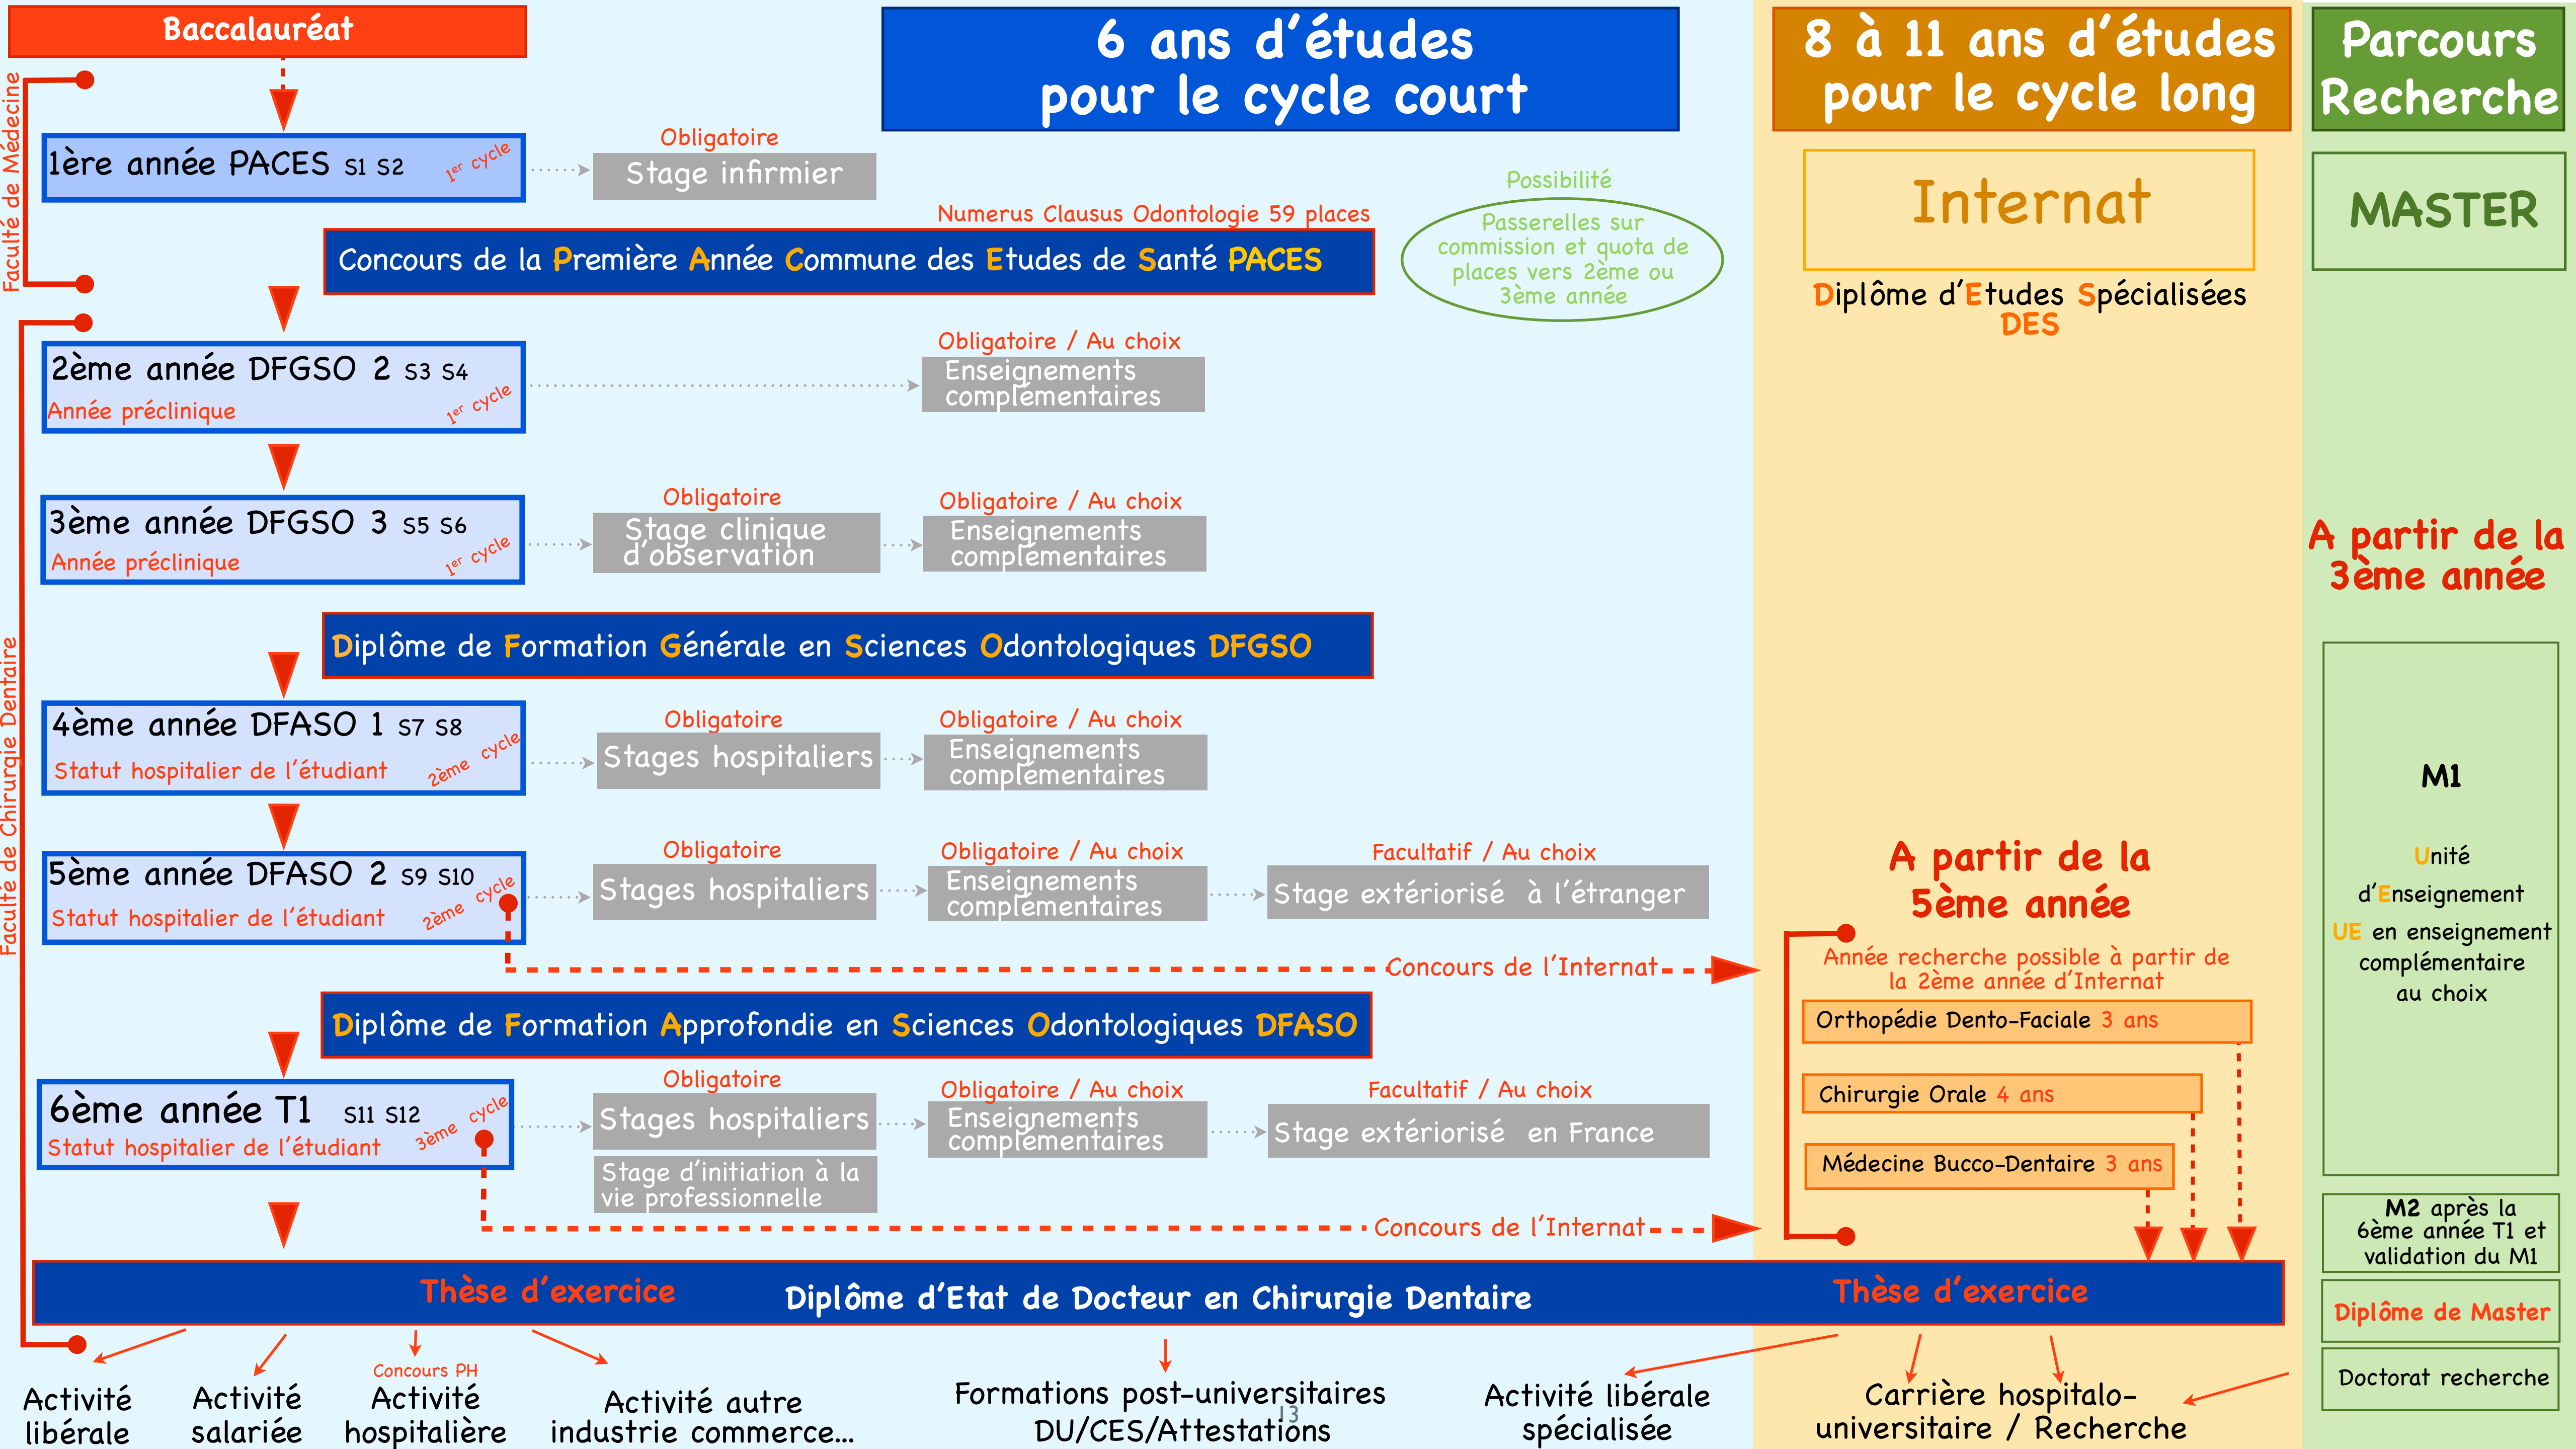 Baccalauréat
6 ans d'études
pour le cycle court
8 à 11 ans d'études
pour le cycle long
Parcours
Recherche
Faculté de Médecine
1ère année PACES S1 S2
1er cycle
Obligatoire
Stage infirmier
Numerus Clausus Odontologie 59 places
Concours de la Première Année Commune des Etudes de Santé PACES
Possibilité
Passerelles sur
commission et quota de
places vers 2ème ou
3ème année
Internat
Diplôme d'Etudes Spécialisées
DES
MASTER
Faculté de Chirurgie Dentaire
2ème année DFGSO 2 S3 S4
Année préclinique
1er cycle
Obligatoire / Au choix
Enseignements
complémentaires
3ème année DFGSO 3 S5 S6
Année préclinique
1er cycle
Obligatoire
Stage clinique
d'observation
Obligatoire / Au choix
Enseignements
complémentaires
A partir de la
3ème année
Diplôme de Formation Générale en Sciences Odontologiques DFGSO
4ème année DFASO 1 S7 S8
Statut hospitalier de l'étudiant
2ème cycle
Obligatoire
Stages hospitaliers
Obligatoire / Au choix
Enseignements
complémentaires
5ème année DFASO 2 S9 S10
Statut hospitalier de l'étudiant
2ème cycle
Obligatoire
Stages hospitaliers
Obligatoire / Au choix
Enseignements
complémentaires
Facultatif / Au choix
Stage extériorisé à l'étranger
Concours de l'Internat
A partir de la
5ème année
Année recherche possible à partir de
la 2ème année d'Internat
Orthopédie Dento-Faciale 3 ans
Chirurgie Orale 4 ans
Médecine Bucco-Dentaire 3 ans
M1
Unité
d'Enseignement
UE en enseignement
complémentaire
au choix
Diplôme de Formation Approfondie en Sciences Odontologiques DFASO
6ème année T1 S11 S12
Statut hospitalier de l'étudiant
3ème cycle
Obligatoire
Stages hospitaliers
Stage d'initiation à la
vie professionnelle
Obligatoire / Au choix
Enseignements
complémentaires
Facultatif / Au choix
Stage extériorisé en France
Concours de l'Internat
M2 après la
6ème année T1 et
validation du M1
Thèse d'exercice
Diplôme d'Etat de Docteur en Chirurgie Dentaire
Thèse d'exercice
Diplôme de Master
Doctorat recherche
Activité
libérale
Activité
salariée
Concours PH
Activité
hospitalière
Activité autre
industrie commerce...
Formations post-universitaires
DU/CES/Attestations
13
Activité libérale
spécialisée
Carrière hospitalo-
universitaire / Recherche